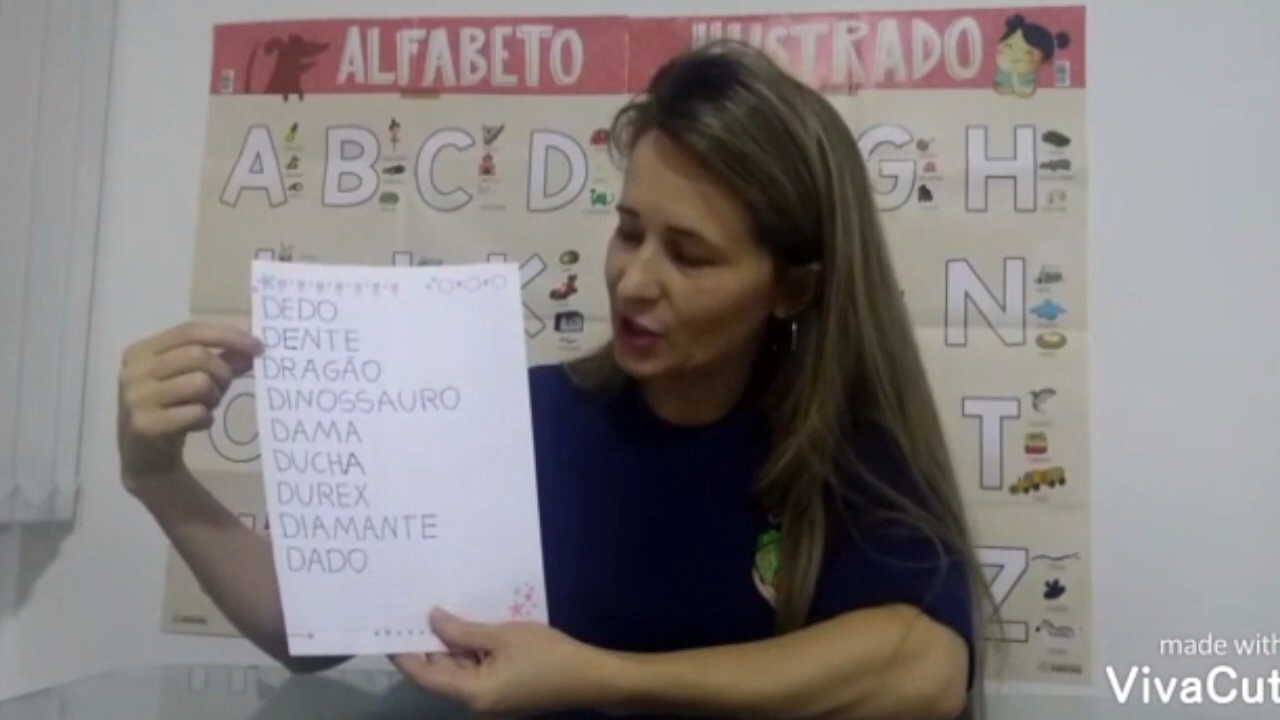 ALFABETO ILUSTRADO
A B C D G H
K N
T
Z
DEDO
DENTE
DRAGÃO
DINOSSAURO
DAMA
DUCHA
DUREX
DIAMANTE
DADO
made with
VivaCut